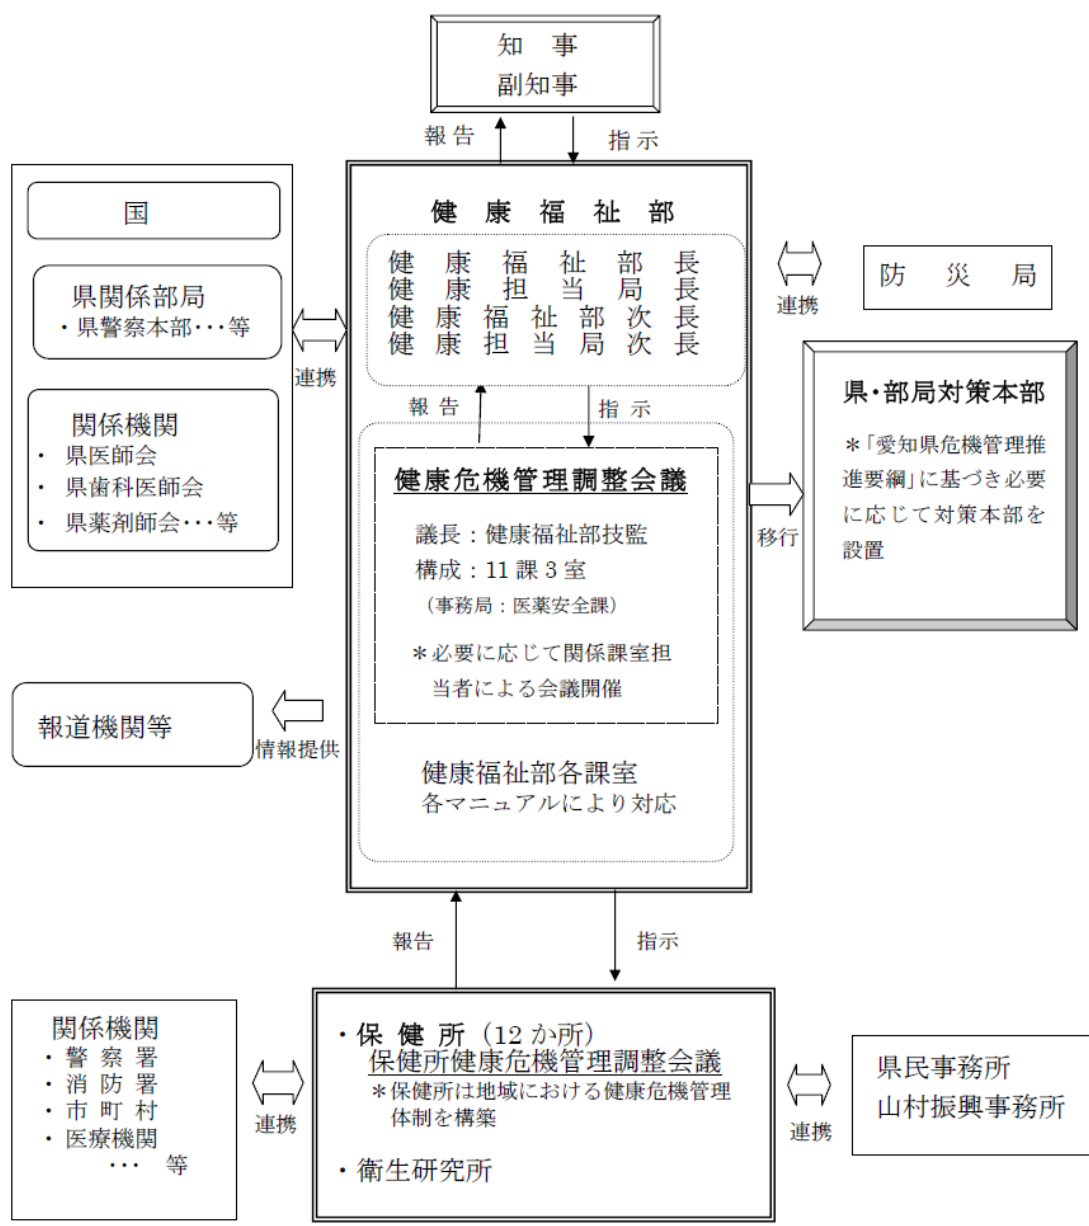 知 事
副知事
報 告
指 示
国
県関係部局
・県警察本部･･･等
関係機関
・ 県医師会
・ 県歯科医師会
・ 県薬剤師会･･･等
連携
健 康 福 祉 部
健 康 福 祉 部 長
健 康 担 当 局 長
健 康 福 祉 部 次 長
健 康 担 当 局 次 長
報 告
指 示
健康危機管理調整会議
議長：健康福祉部技監
構成：11 課 3 室
（事務局：医薬安全課）
＊必要に応じて関係課室担
当者による会議開催
健康福祉部各課室
各マニュアルにより対応
連携
防 災 局
移行
県・部局対策本部
＊「愛知県危機管理推
進要綱」に基づき必要
に応じて対策本部を
設置
報道機関等
情報提供
報告
指示
関係機関
・ 警 察 署
・ 消 防 署
・ 市 町 村
・ 医療機関
･･･ 等
連携
・保 健 所（12 か所）
保健所健康危機管理調整会議
＊保健所は地域における健康危機管理
体制を構築
・衛生研究所
連携
県民事務所
山村振興事務所